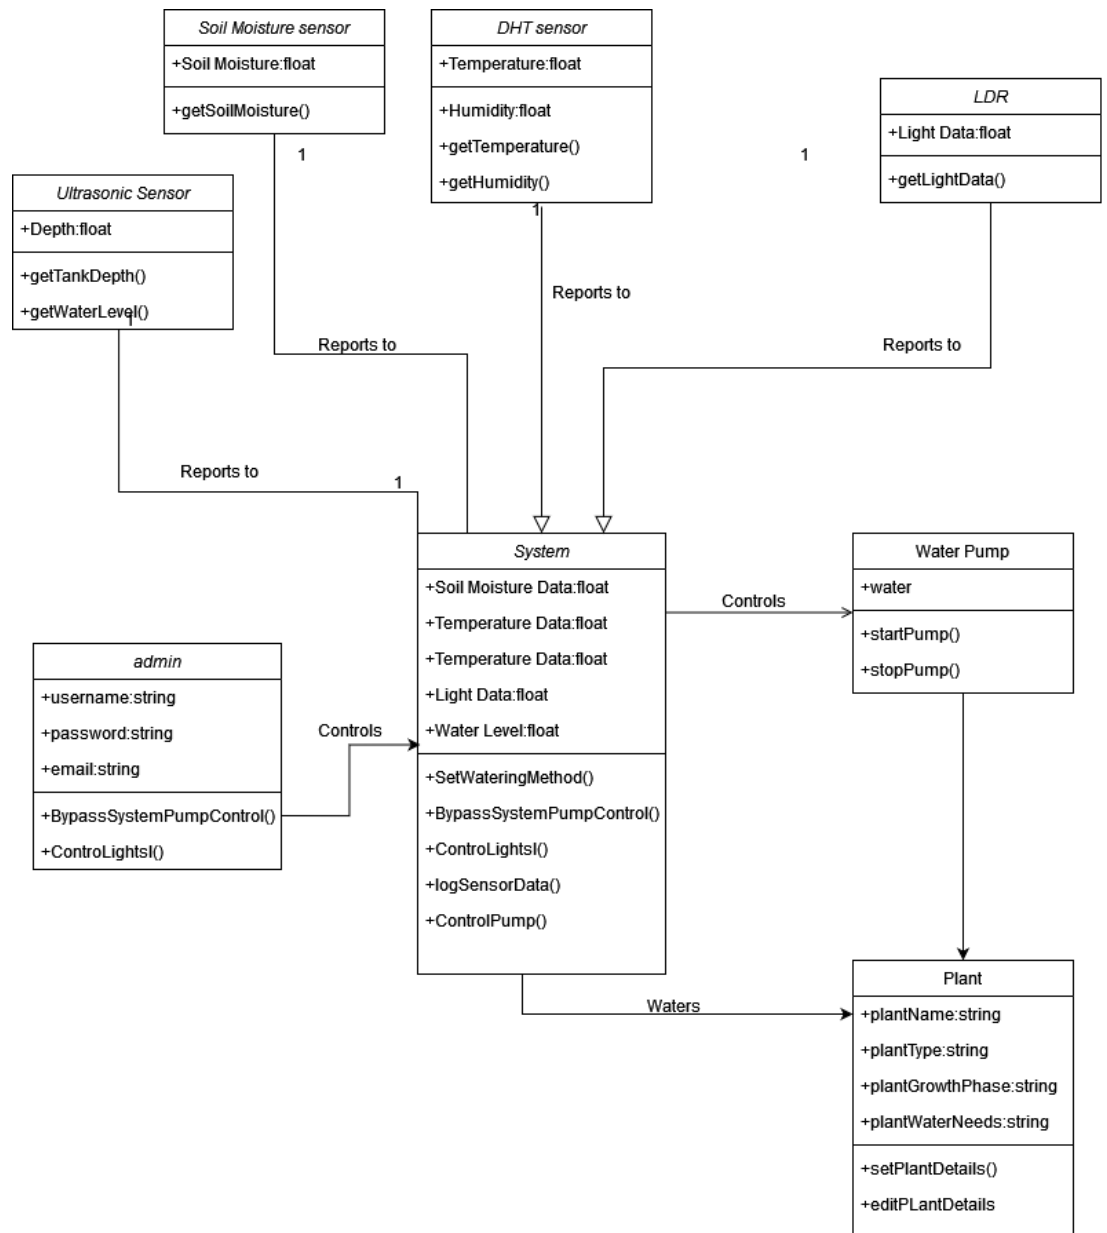 Soil Moisture sensor
+Soil Moisture:float
+getSoilMoisture()
1
DHT sensor
+Temperature:float
+Humidity:float
+getTemperature()
+getHumidity()
1
LDR
+Light Data:float
+getLightData()
1
Ultrasonic Sensor
+Depth:float
+getTankDepth()
+getWaterLevel()
1
Reports to
Reports to
Reports to
Reports to
1
System
+Soil Moisture Data:float
+Temperature Data:float
+Temperature Data:float
+Light Data:float
+Water Level:float
+SetWateringMethod()
+BypassSystemPumpControl()
+ControLightsl()
+logSensorData()
+ControlPump()
Controls
Water Pump
+water
+startPump()
+stopPump()
admin
+username:string
+password:string
+email:string
+BypassSystemPumpControl()
+ControLightsl()
Controls
Waters
Plant
+plantName:string
+plantType:string
+plantGrowthPhase:string
+plantWaterNeeds:string
+setPlantDetails()
+editPLantDetails